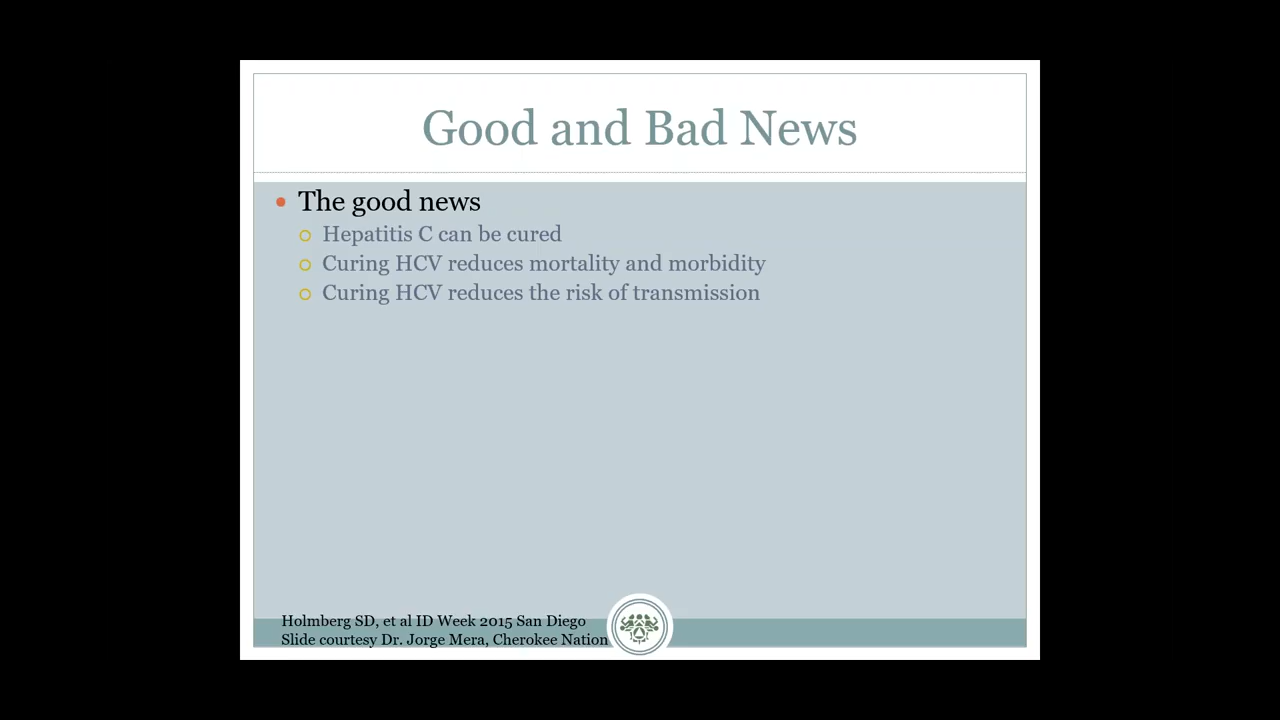 Good and Bad News
The good news
Hepatitis C can be cured
Curing HCV reduces mortality and morbidity
Curing HCV reduces the risk of transmission
Holmberg SD, et al ID Week 2015 San Diego
Slide courtesy Dr. Jorge Mera, Cherokee Nation